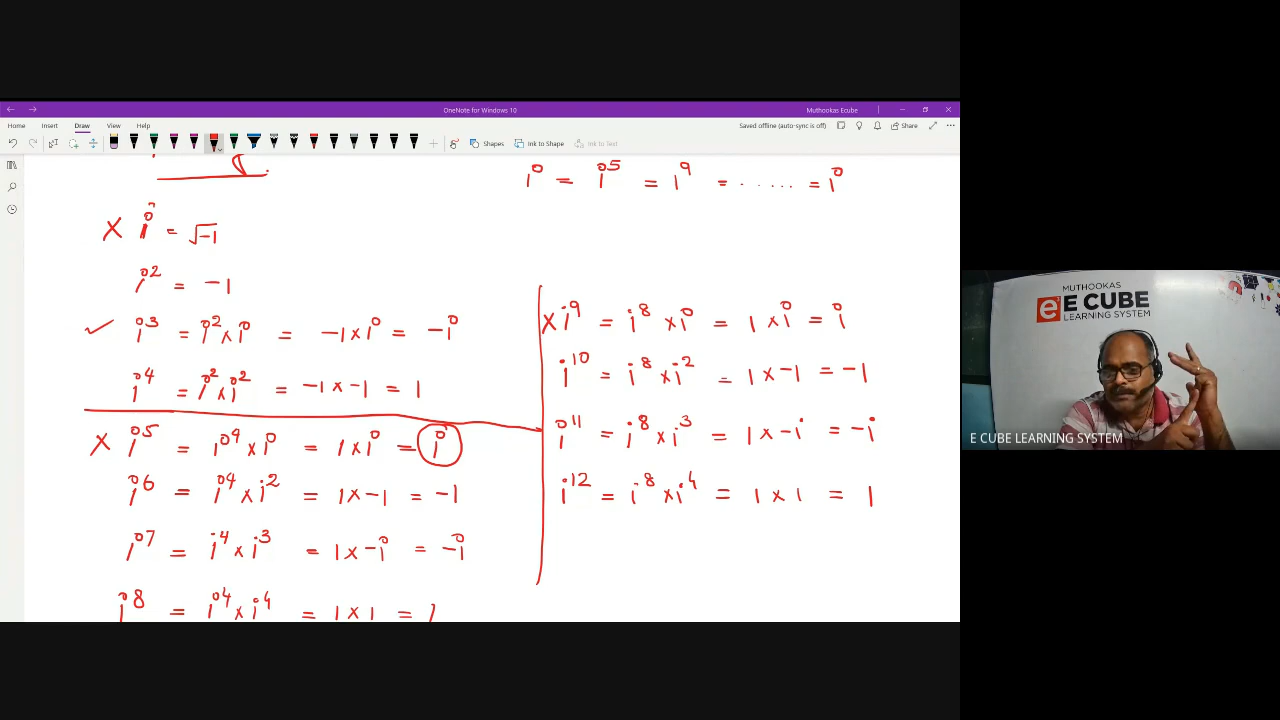 OneNote for Windows 10
Muthookas Ecube
Home Insert Draw View Help
Saved offline (auto-sync is off) Share
Shapes Ink to Shape Ink to Text
i = i⁵ = i⁹ = ...... = i
× i = √-1
i² = -1
✓ i³ = i² × i = -1 × i = -i
i⁴ = i² × i² = -1 × -1 = 1
× i⁵ = i⁴ × i = 1 × i = i
i⁶ = i⁴ × i² = 1 × -1 = -1
i⁷ = i⁴ × i³ = 1 × -i = -i
i⁸ = i⁴ × i⁴ = 1 × 1 = 1
× i⁹ = i⁸ × i = 1 × i = i
i¹⁰ = i⁸ × i² = 1 × -1 = -1
i¹¹ = i⁸ × i³ = 1 × -i = -i
i¹² = i⁸ × i⁴ = 1 × 1 = 1
MUTHOOKAS
e E CUBE
LEARNING SYSTEM
E CUBE LEARNING SYSTEM